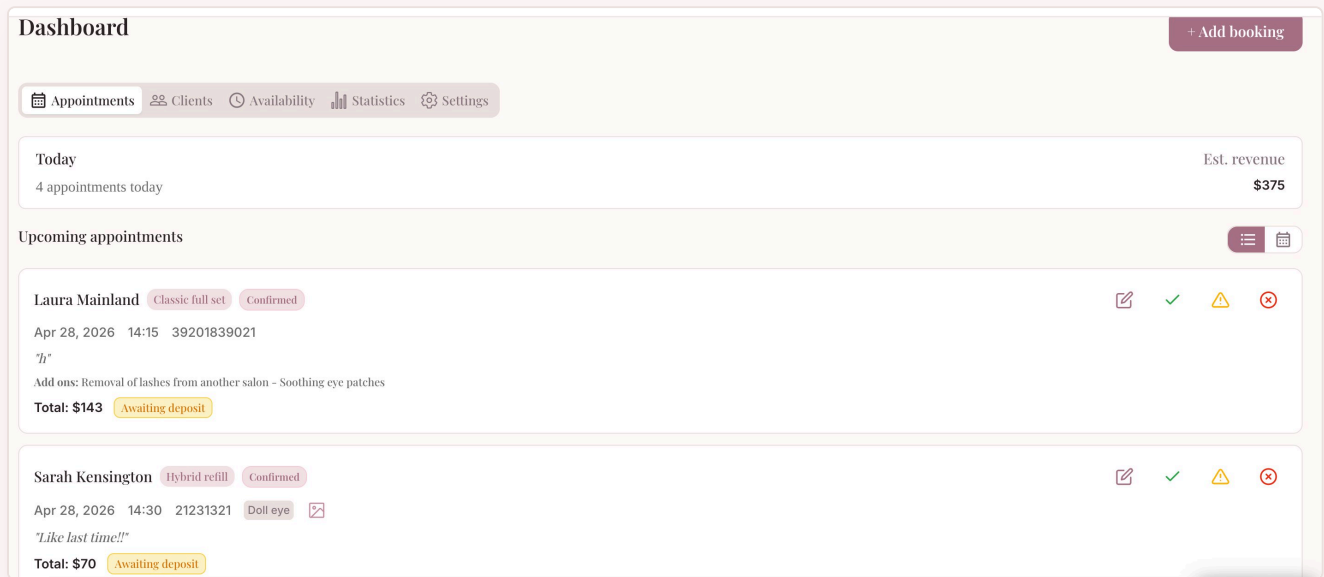 Dashboard
+ Add booking
Appointments Clients Availability Statistics Settings
Today
Est. revenue
4 appointments today
$375
Upcoming appointments
Laura Mainland Classic full set Confirmed
Apr 28, 2026 14:15 39201839021
"h"
Add ons: Removal of lashes from another salon - Soothing eye patches
Total: $143 Awaiting deposit
Sarah Kensington Hybrid refill Confirmed
Apr 28, 2026 14:30 21231321 Doll eye
"Like last time!!"
Total: $70 Awaiting deposit